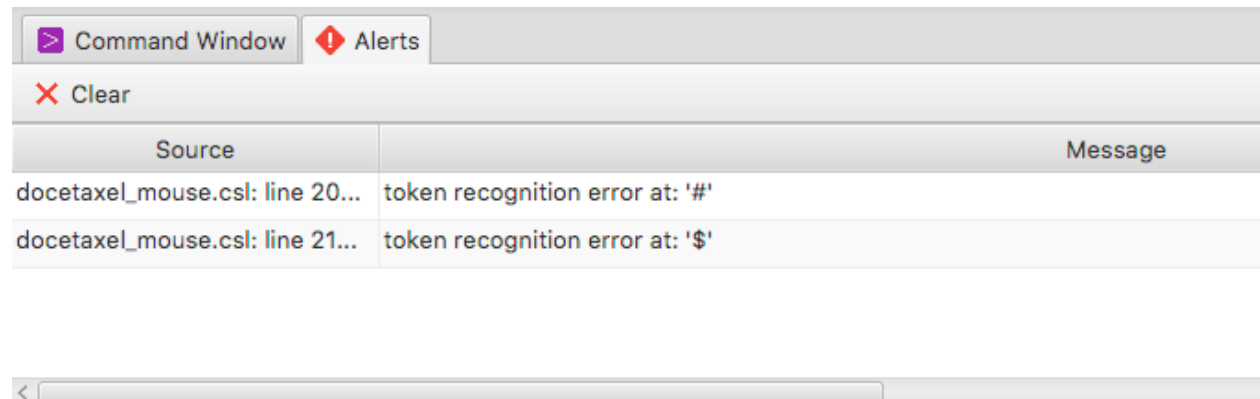 Command Window Alerts
Clear
Source Message
docetaxel_mouse.csl: line 20... token recognition error at: '#'
docetaxel_mouse.csl: line 21... token recognition error at: '$'